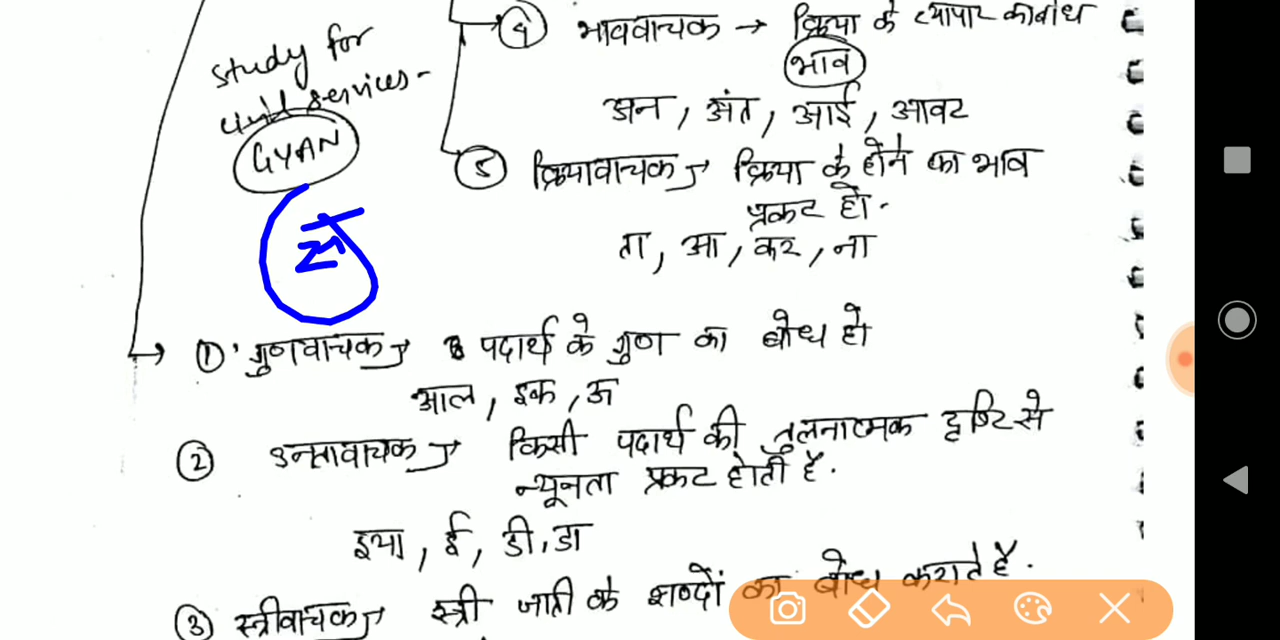 ④ भाववाचक → क्रिया के व्यापार का बोध
भाव
अन, अंत, आई, आवट
study for
civil services-
GYAN
⑤ क्रियावाचक → क्रिया के होने का भाव
प्रकट हो.
ता, आ, कर, ना
① गुणवाचक → पदार्थ के गुण का बोध हो
आल, इक, ऊ
② उनतावाचक → किसी पदार्थ की तुलनात्मक दृष्टि से
न्यूनता प्रकट होती है.
इया, ई, डी, डा
③ स्त्रीवाचक → स्त्री जाती के शब्दों का बोध कराते है.